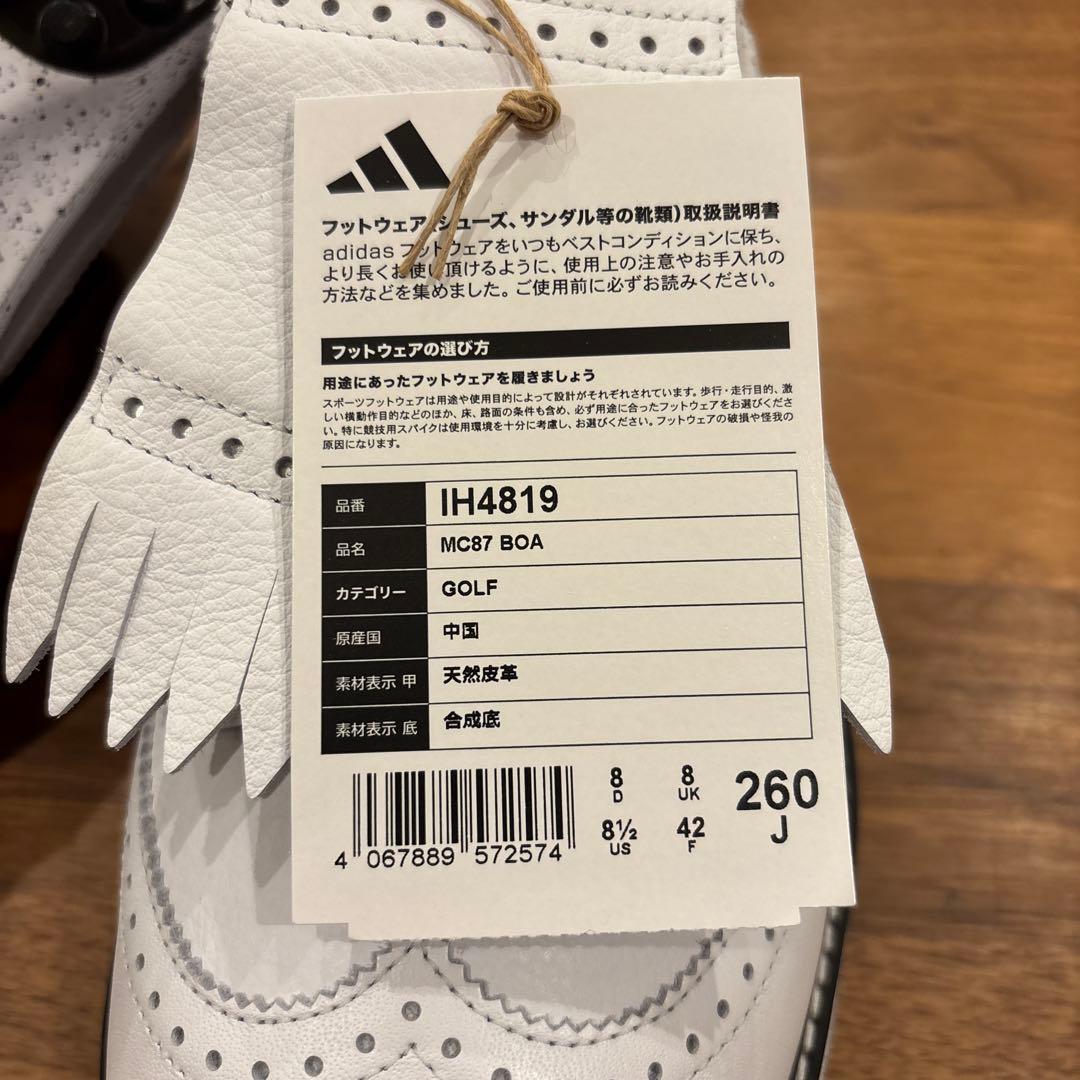 フットウェア(シューズ、サンダル等の靴類)取扱説明書
adidas フットウェアをいつもベストコンディションに保ち、
より長くお使い頂けるように、使用上の注意やお手入れの
方法などを集めました。ご使用前に必ずお読みください。
フットウェアの選び方
用途にあったフットウェアを履きましょう
スポーツフットウェアは用途や使用目的によって設計がそれぞれされています。歩行・走行目的、激
しい横動作目的などのほか、床、路面の条件も含め、必ず用途に合ったフットウェアをお選びくださ
い。特に競技用スパイクは使用環境を十分に考慮し、お選びください。フットウェアの破損や怪我の
原因になります。
品番 IH4819
品名 MC87 BOA
カテゴリー GOLF
原産国 中国
素材表示 甲 天然皮革
素材表示 底 合成底
8 8 260
D UK J
8½ 42
US F
4 067889 572574